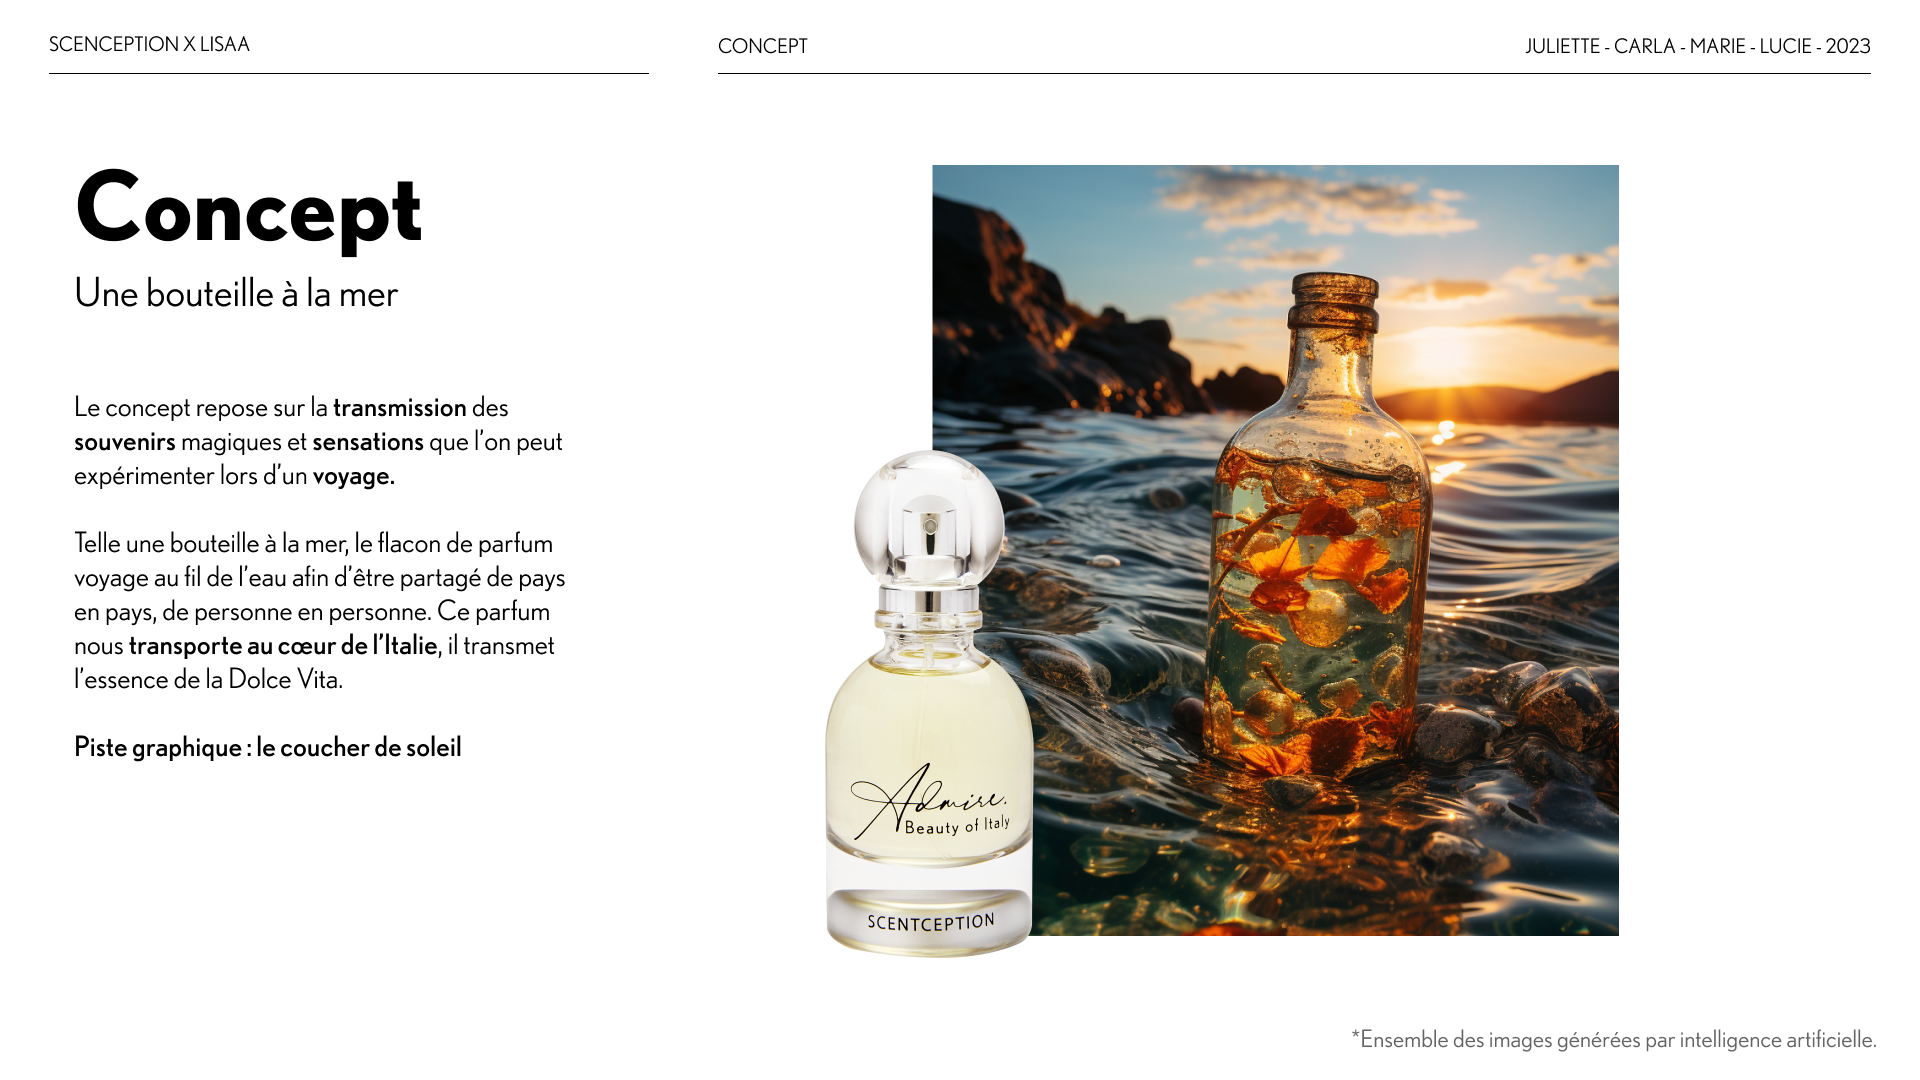 SCENCEPTION X LISAA
CONCEPT
JULIETTE - CARLA - MARIE - LUCIE - 2023
Concept
Une bouteille à la mer
Le concept repose sur la transmission des
souvenirs magiques et sensations que l’on peut
expérimenter lors d’un voyage.
Telle une bouteille à la mer, le flacon de parfum
voyage au fil de l’eau afin d’être partagé de pays
en pays, de personne en personne. Ce parfum
nous transporte au cœur de l’Italie, il transmet
l’essence de la Dolce Vita.
Piste graphique : le coucher de soleil
Admire.
Beauty of Italy
SCENTCEPTION
*Ensemble des images générées par intelligence artificielle.